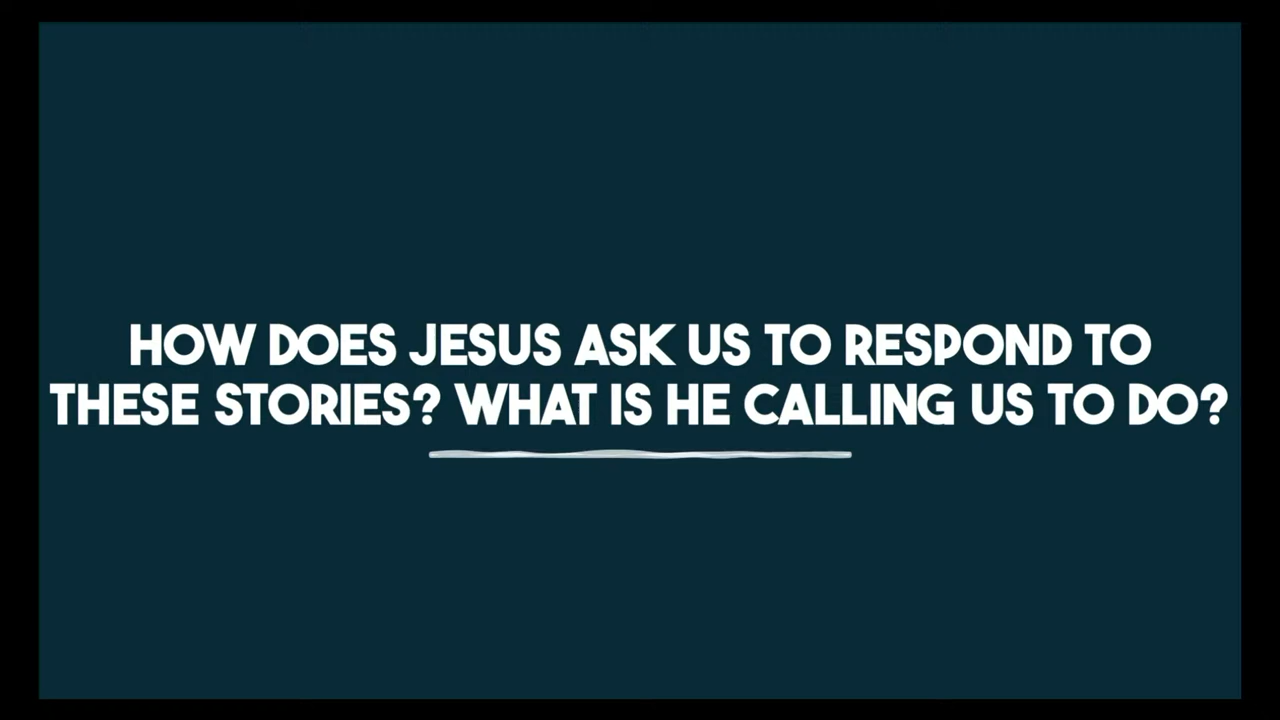 HOW DOES JESUS ASK US TO RESPOND TO
THESE STORIES? WHAT IS HE CALLING US TO DO?